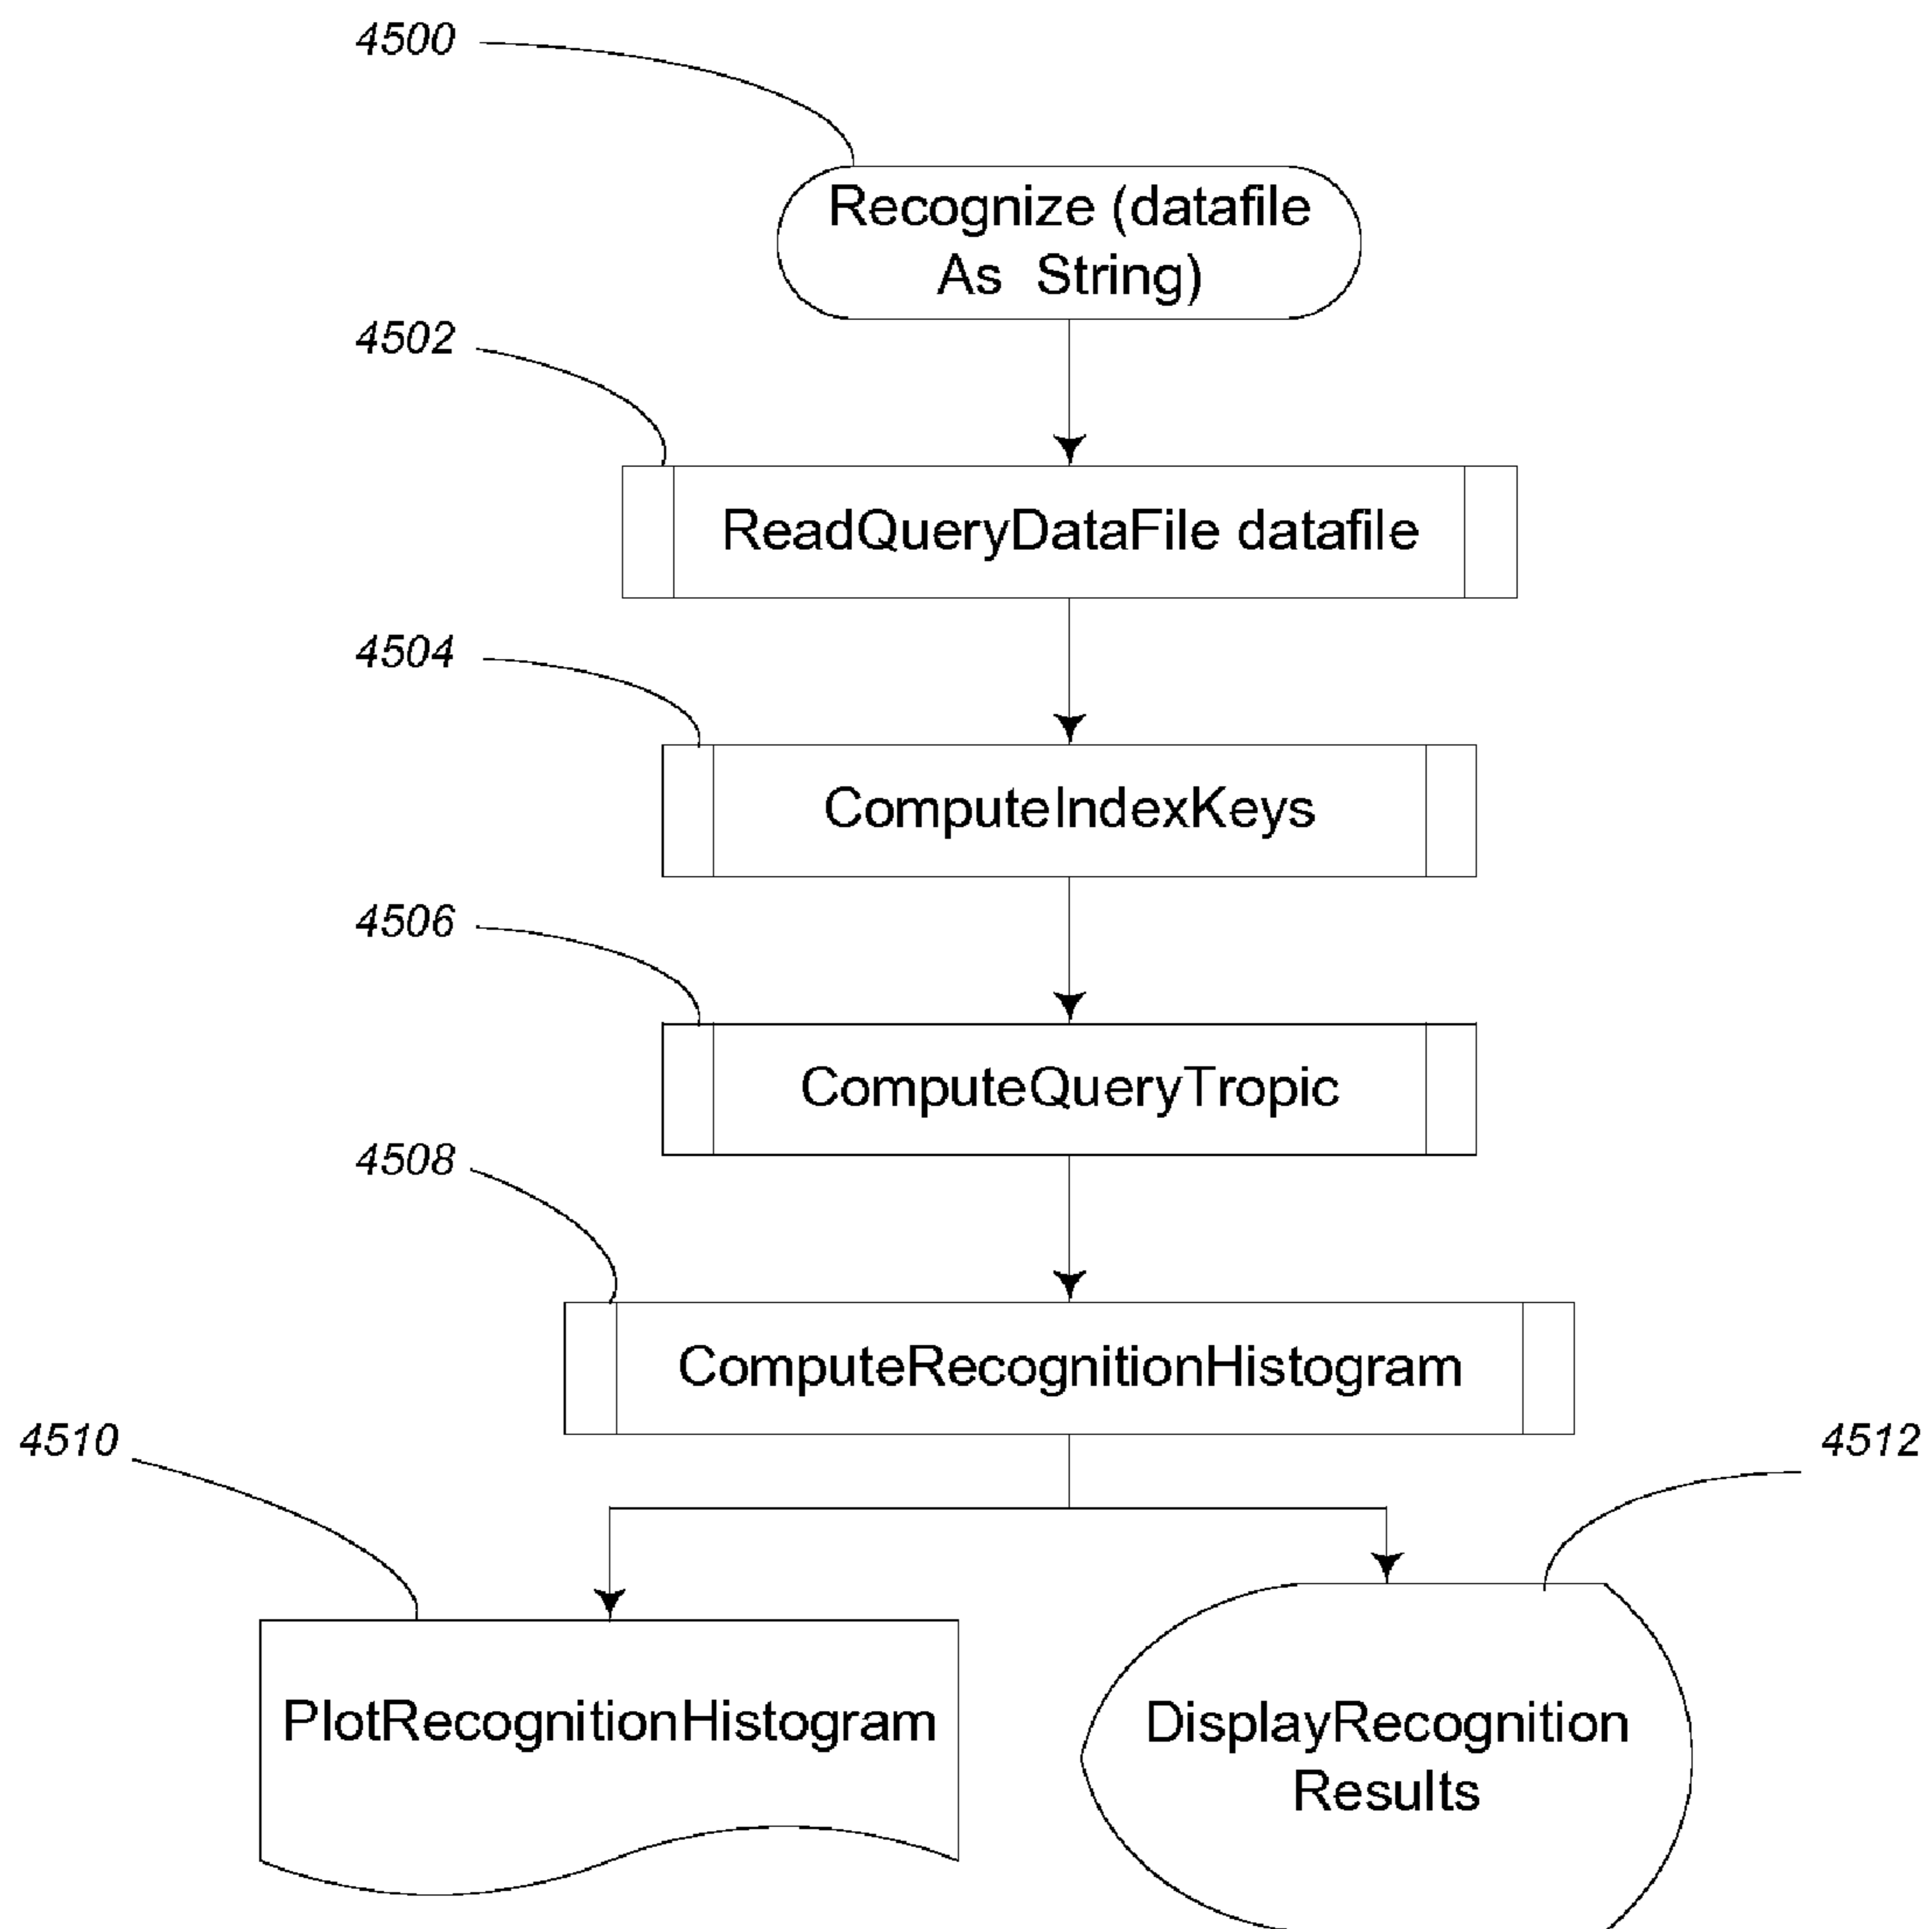 4500
Recognize (datafile
As String)
4502
ReadQueryDataFile datafile
4504
ComputeIndexKeys
4506
ComputeQueryTropic
4508
ComputeRecognitionHistogram
4510
4512
PlotRecognitionHistogram
DisplayRecognition
Results